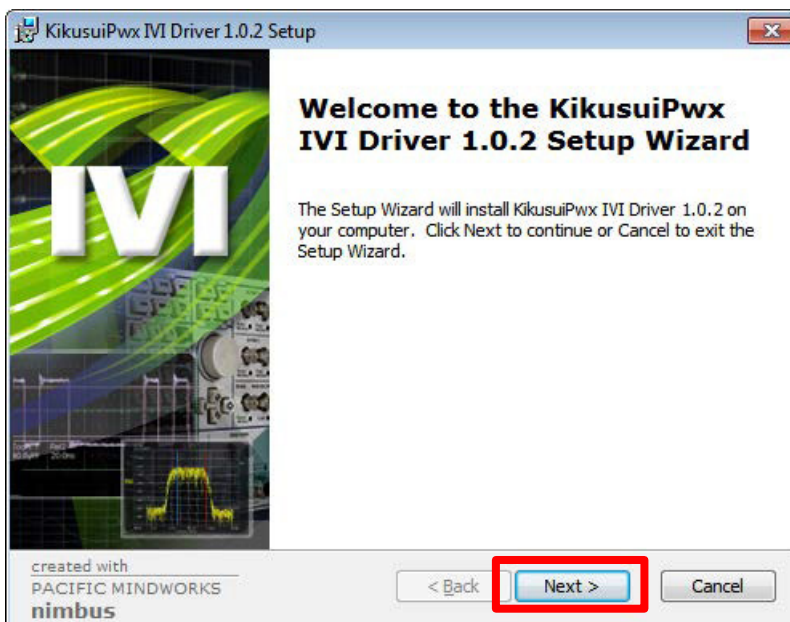 KikusuiPwx IVI Driver 1.0.2 Setup
IVI
Welcome to the KikusuiPwx
IVI Driver 1.0.2 Setup Wizard
The Setup Wizard will install KikusuiPwx IVI Driver 1.0.2 on
your computer. Click Next to continue or Cancel to exit the
Setup Wizard.
created with
PACIFIC MINDWORKS
nimbus
< Back
Next >
Cancel